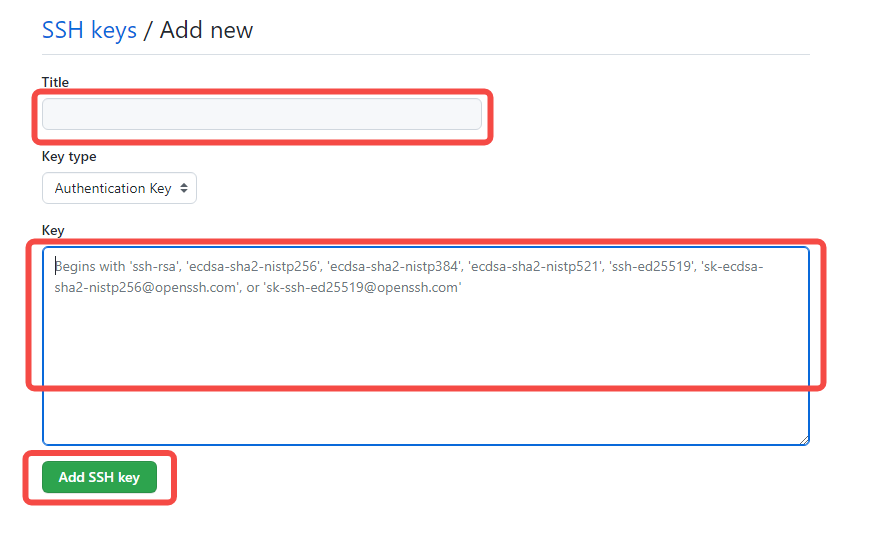 SSH keys / Add new
Title
Key type
Authentication Key
Key
Begins with 'ssh-rsa', 'ecdsa-sha2-nistp256', 'ecdsa-sha2-nistp384', 'ecdsa-sha2-nistp521', 'ssh-ed25519', 'sk-ecdsa-
sha2-nistp256@openssh.com', or 'sk-ssh-ed25519@openssh.com'
Add SSH key